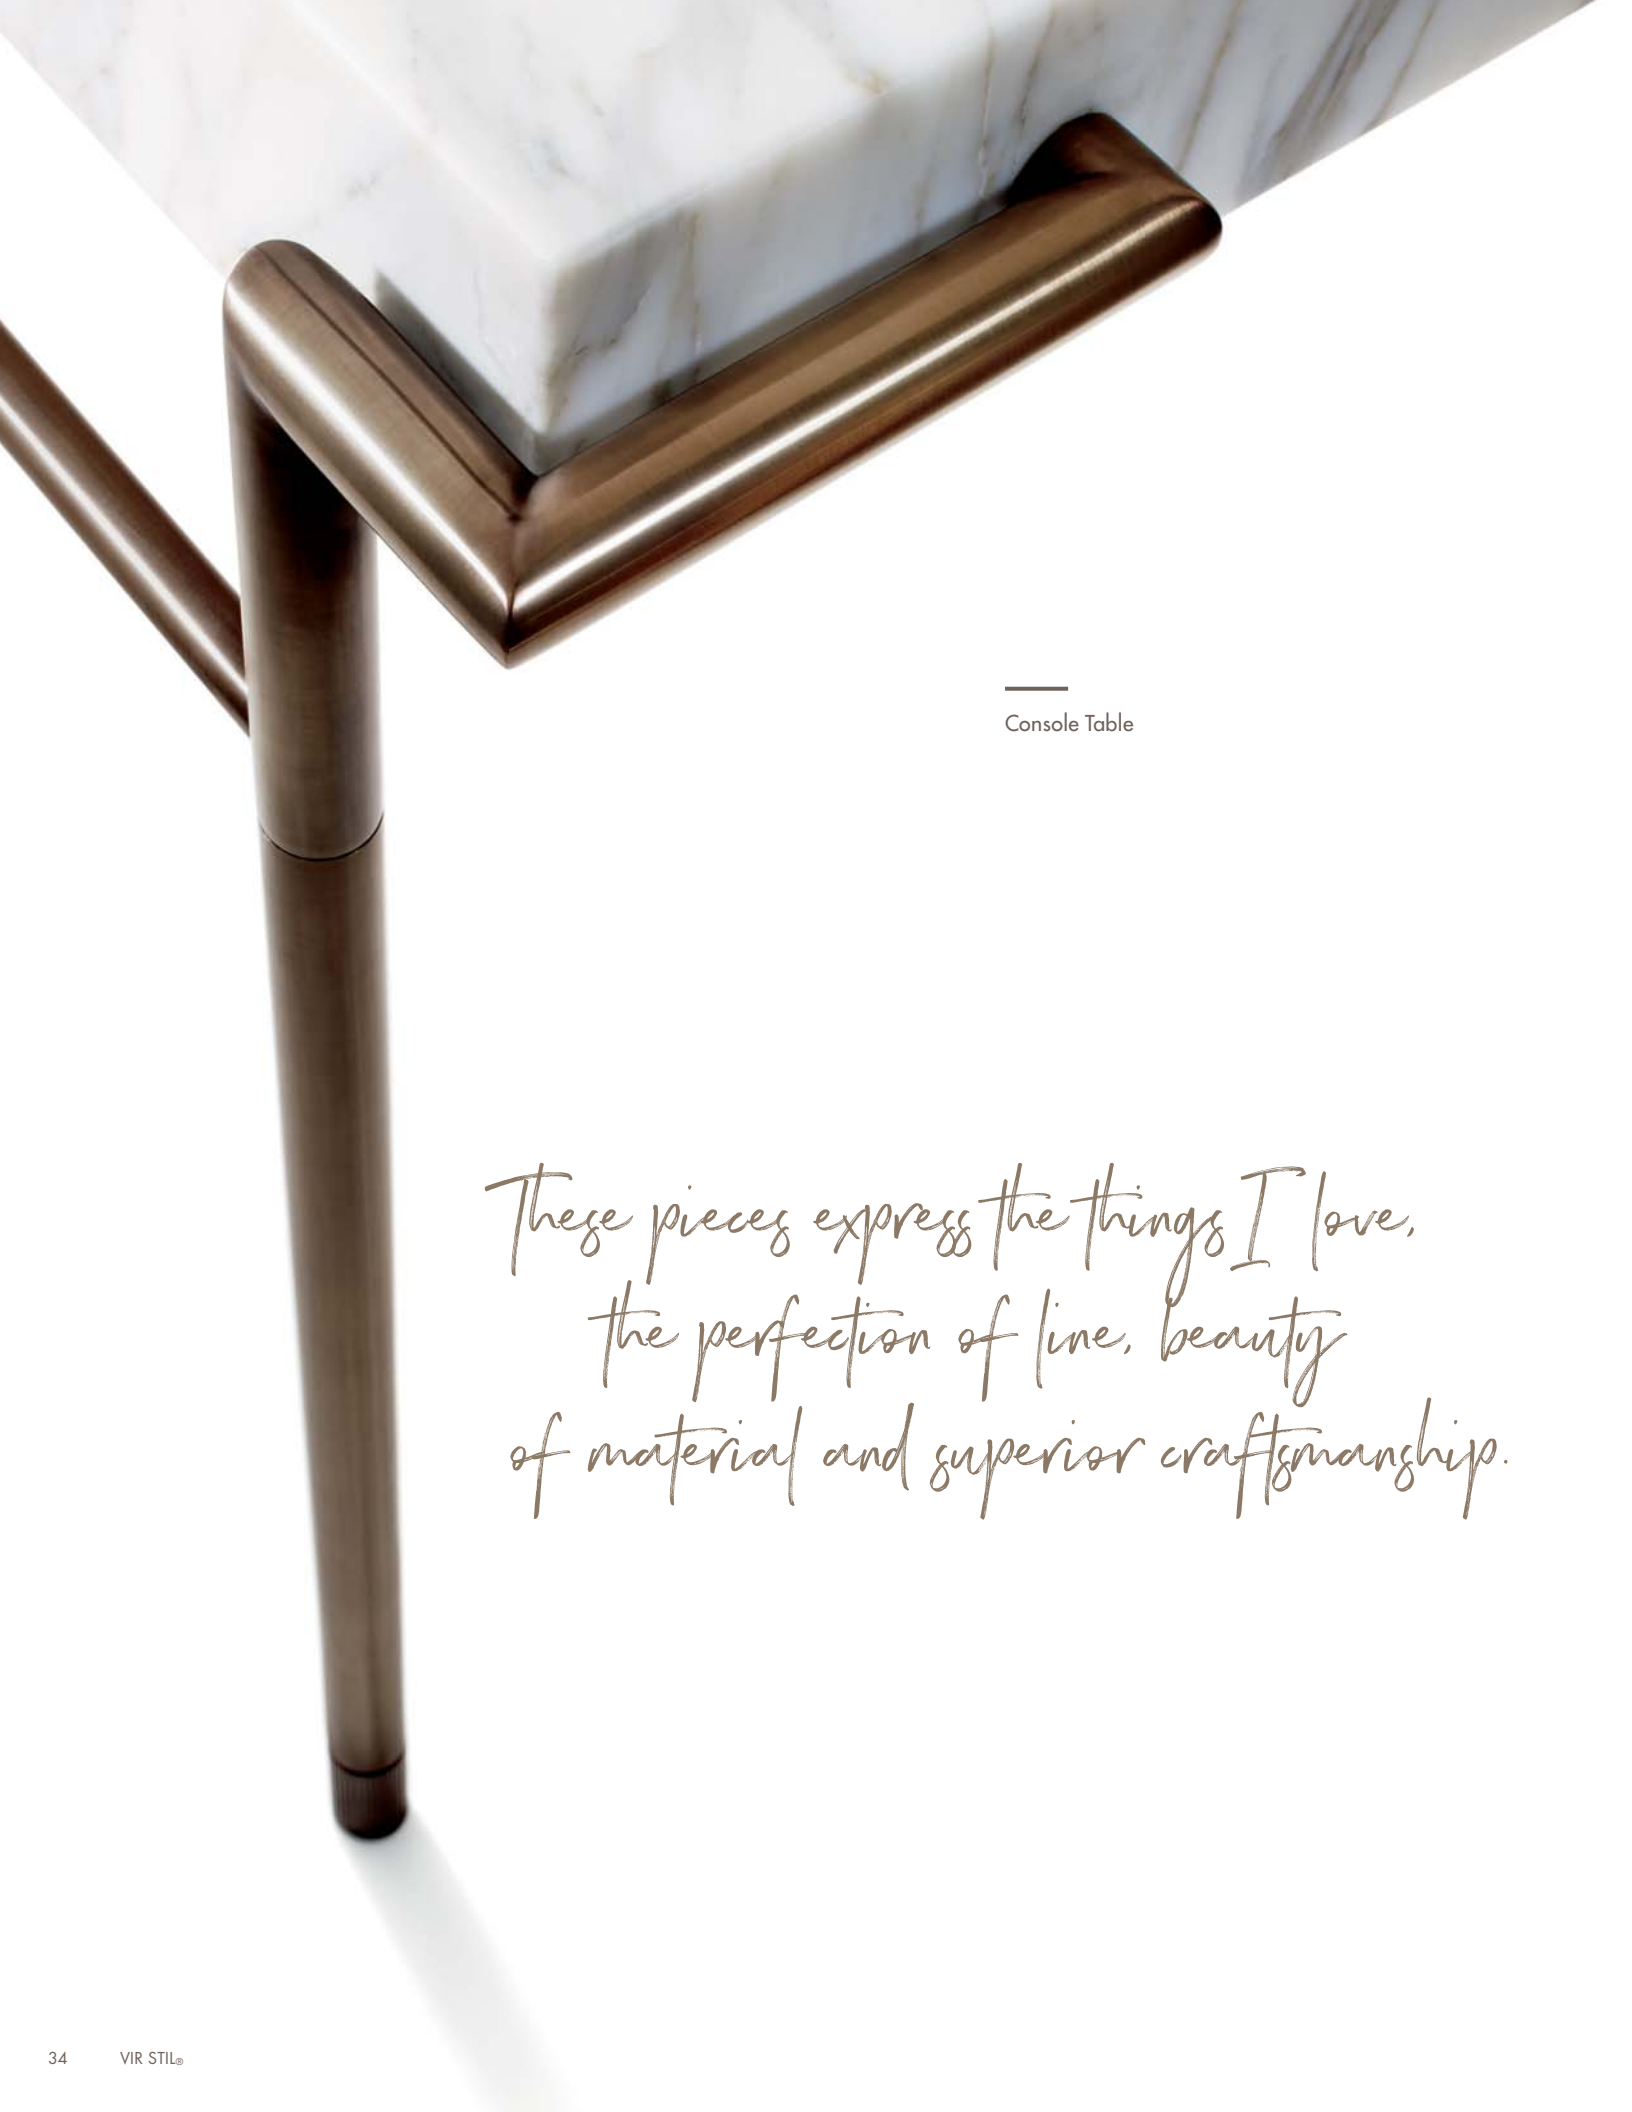 Console Table
These pieces express the things I love,
the perfection of line, beauty
of material and superior craftsmanship.
34 VIR STIL®